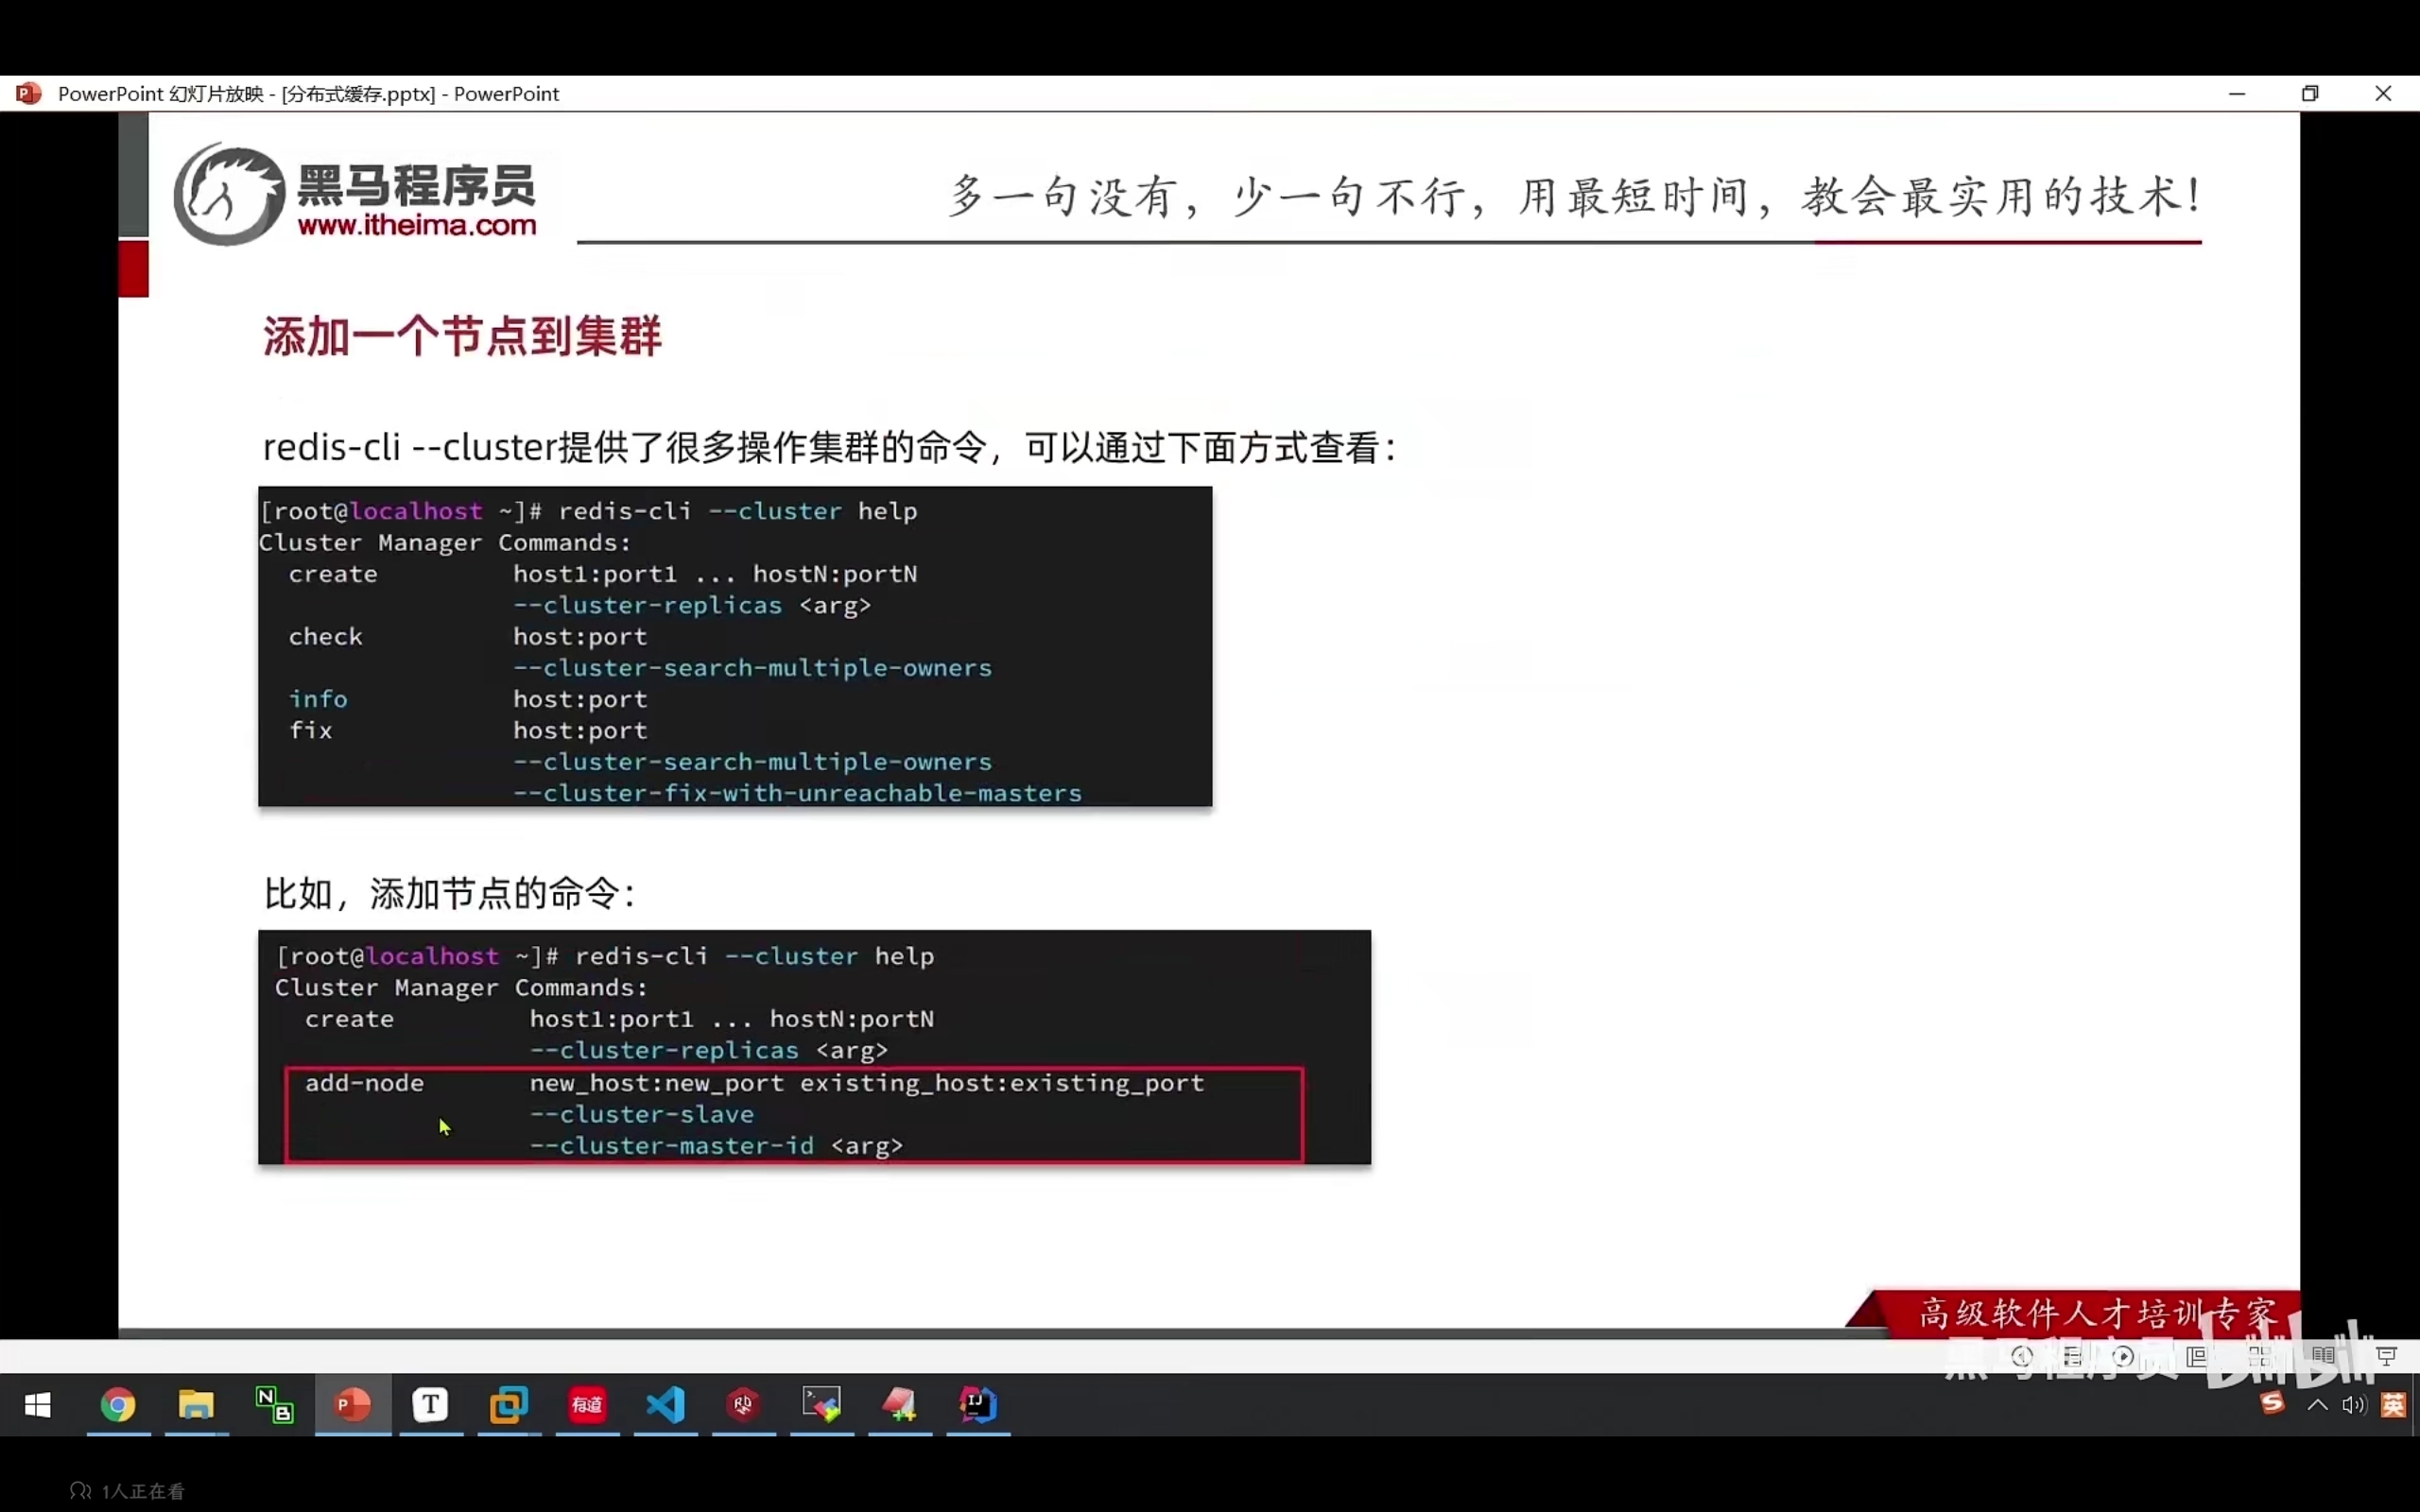 PowerPoint 幻灯片放映 - [分布式缓存.pptx] - PowerPoint
黑马程序员
www.itheima.com
多一句没有，少一句不行，用最短时间，教会最实用的技术！
添加一个节点到集群
redis-cli --cluster提供了很多操作集群的命令，可以通过下面方式查看：
[root@localhost ~]# redis-cli --cluster help
Cluster Manager Commands:
create host1:port1 ... hostN:portN
--cluster-replicas <arg>
check host:port
--cluster-search-multiple-owners
info host:port
fix host:port
--cluster-search-multiple-owners
--cluster-fix-with-unreachable-masters
比如，添加节点的命令：
[root@localhost ~]# redis-cli --cluster help
Cluster Manager Commands:
create host1:port1 ... hostN:portN
--cluster-replicas <arg>
add-node new_host:new_port existing_host:existing_port
--cluster-slave
--cluster-master-id <arg>
高级软件人才培训专家
黑马程序员 bilibili
有道
英
1人正在看